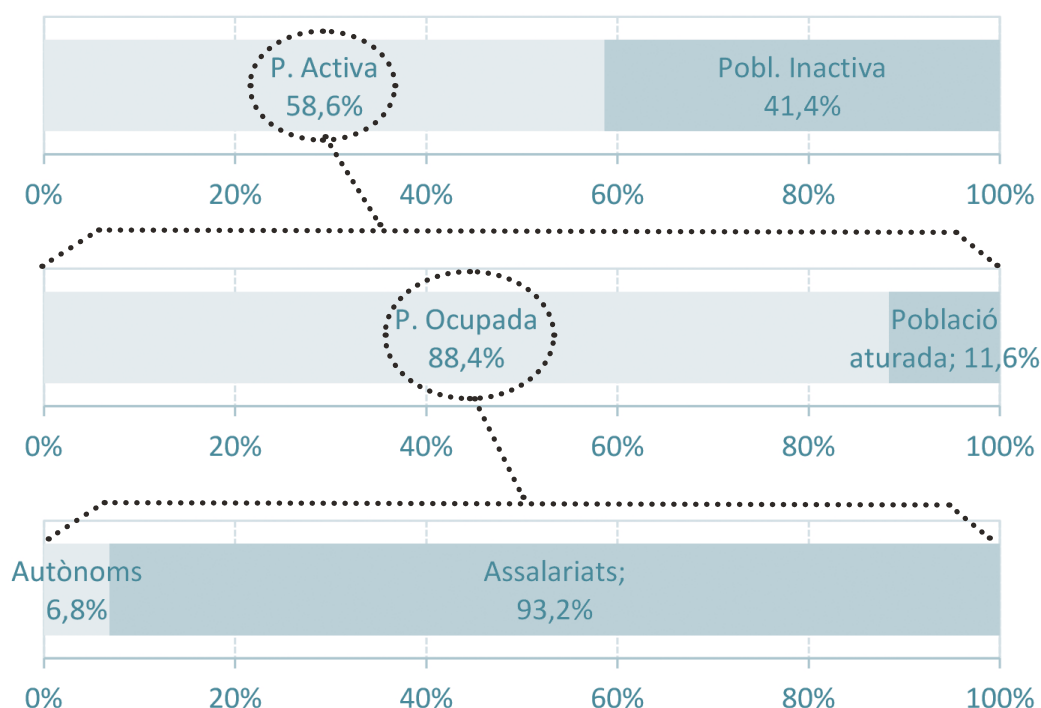 P. Activa
58,6%
Pobl. Inactiva
41,4%
0% 20% 40% 60% 80% 100%
P. Ocupada
88,4%
Població
aturada; 11,6%
0% 20% 40% 60% 80% 100%
Autònoms
6,8%
Assalariats;
93,2%
0% 20% 40% 60% 80% 100%